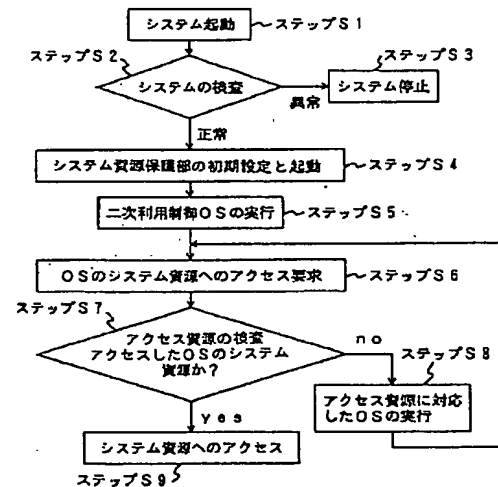 システム起動
ステップS1
ステップS2
システムの検査
ステップS3
システム停止
異常
正常
システム資源保護部の初期設定と起動
ステップS4
二次利用制御OSの実行
ステップS5
OSのシステム資源へのアクセス要求
ステップS6
ステップS7
アクセス資源の検査
アクセスしたOSのシステム
資源か?
no
ステップS8
アクセス資源に対応
したOSの実行
yes
システム資源へのアクセス
ステップS9